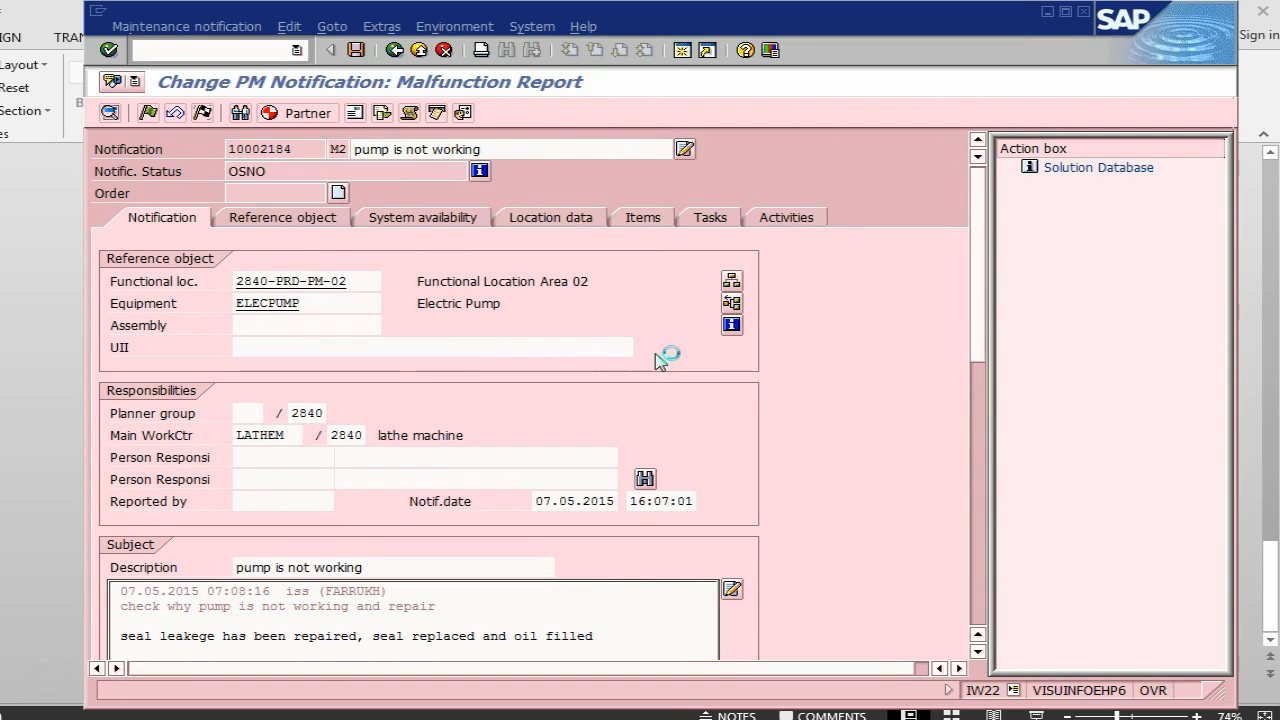 Maintenance notification Edit Goto Extras Environment System Help
SAP
Sign in
IGN TRAN
Layout
Reset
Section
Change PM Notification: Malfunction Report
Partner
Notification 10002184 M2 pump is not working
Notific. Status OSNO
Order
Action box
Solution Database
Notification Reference object System availability Location data Items Tasks Activities
Reference object
Functional loc. 2840-PRD-PM-02 Functional Location Area 02
Equipment ELECPUMP Electric Pump
Assembly
UII
Responsibilities
Planner group / 2840
Main WorkCtr LATHEM / 2840 lathe machine
Person Responsi
Person Responsi
Reported by Notif.date 07.05.2015 16:07:01
Subject
Description pump is not working
07.05.2015 07:08:16 iss (FARRUKH)
check why pump is not working and repair
seal leakege has been repaired, seal replaced and oil filled
IW22 VISUINFOEHP6 OVR
NOTES COMMENTS 74%